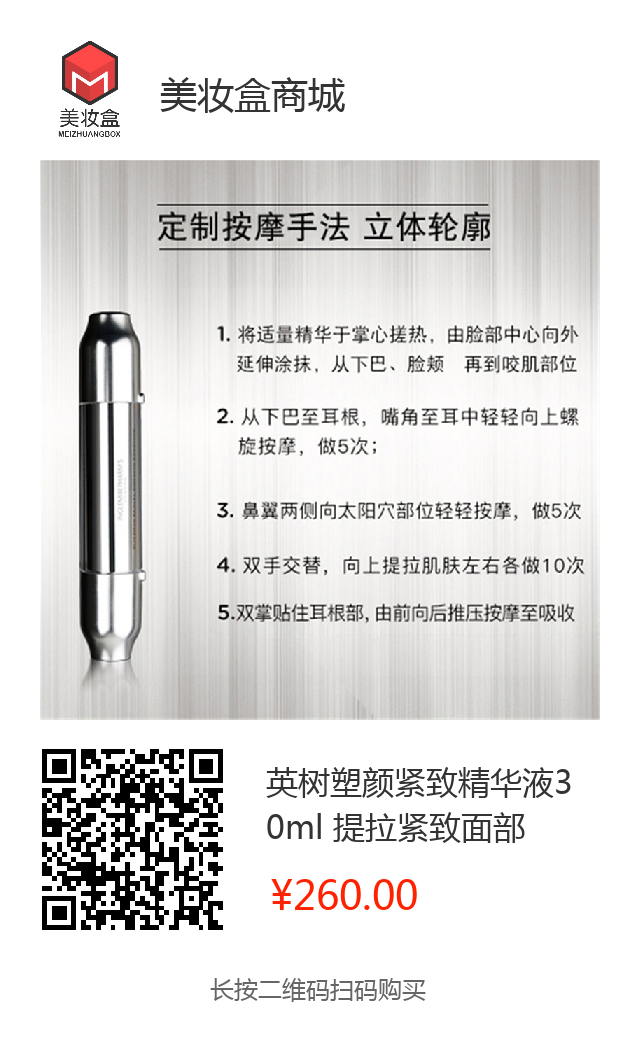 美妆盒
MEIZHUANGBOX
美妆盒商城
定制按摩手法 立体轮廓
1. 将适量精华于掌心搓热，由脸部中心向外
延伸涂抹，从下巴、脸颊 再到咬肌部位
2. 从下巴至耳根，嘴角至耳中轻轻向上螺
旋按摩，做5次；
3. 鼻翼两侧向太阳穴部位轻轻按摩，做5次
4. 双手交替，向上提拉肌肤左右各做10次
5.双掌贴住耳根部，由前向后推压按摩至吸收
英树塑颜紧致精华液3
0ml 提拉紧致面部
¥260.00
长按二维码扫码购买